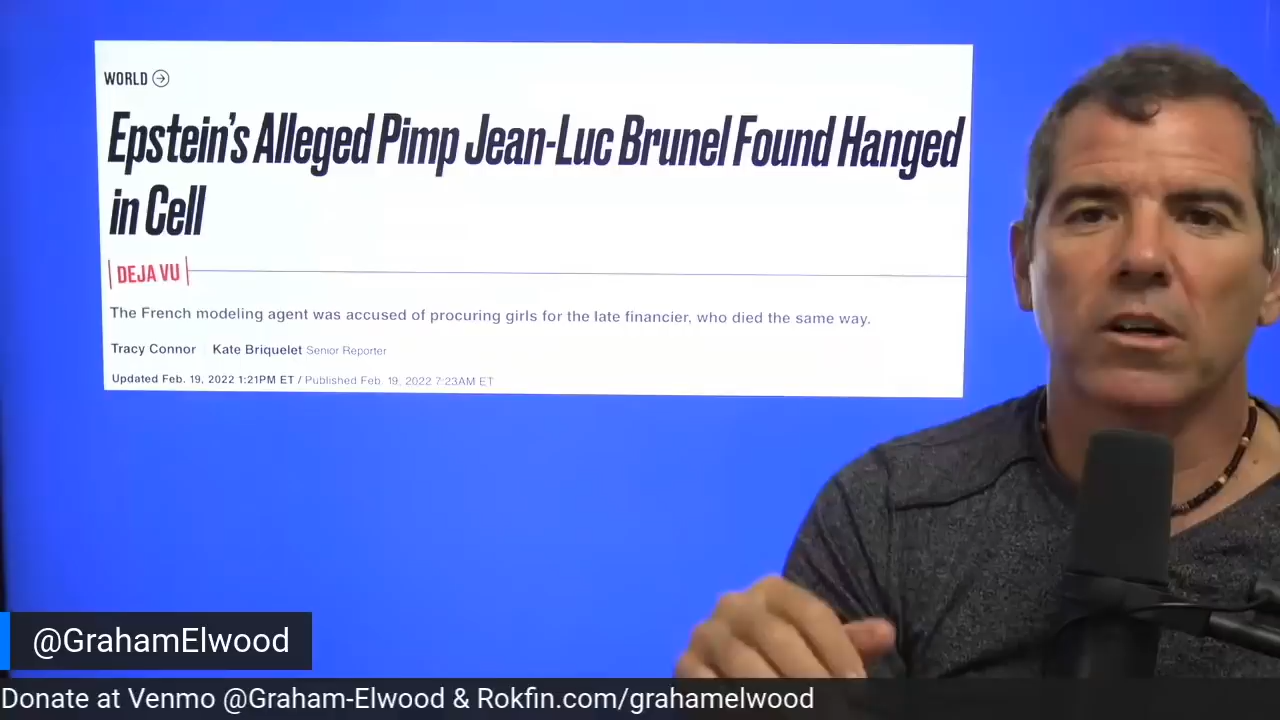 WORLD
Epstein's Alleged Pimp Jean-Luc Brunel Found Hanged
in Cell
DEJA VU
The French modeling agent was accused of procuring girls for the late financier, who died the same way.
Tracy Connor Kate Briquelet Senior Reporter
Updated Feb. 19, 2022 1:21PM ET / Published Feb. 19, 2022 7:23AM ET
@GrahamElwood
Donate at Venmo @Graham-Elwood & Rokfin.com/grahamelwood